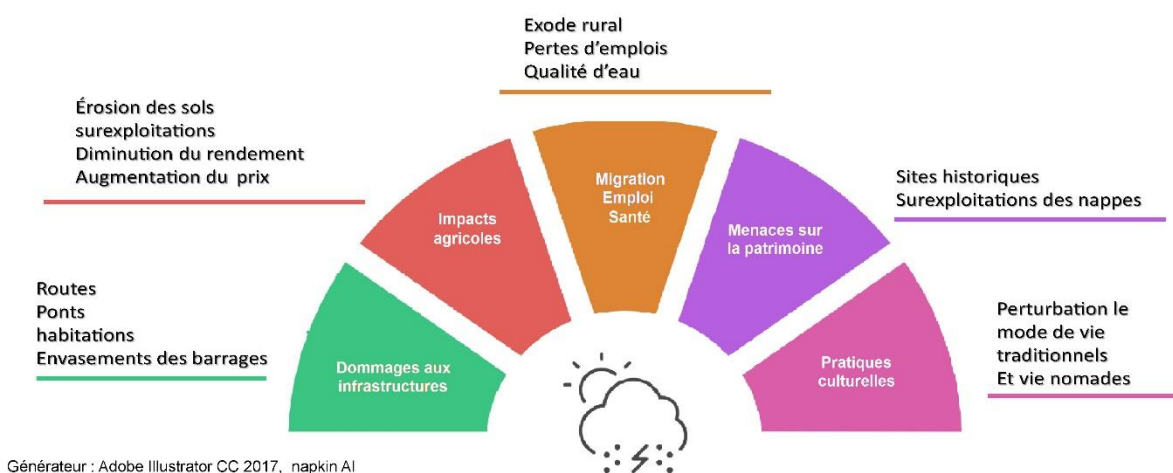 Exode rural
Pertes d'emplois
Qualité d'eau
Érosion des sols
surexploitations
Diminution du rendement
Augmentation du prix
Migration
Emploi
Santé
Sites historiques
Surexploitations des nappes
Impacts
agricoles
Menaces sur
la patrimoine
Routes
Ponts
habitations
Envasements des barrages
Perturbation le
mode de vie
traditionnels
Et vie nomades
Dommages aux
infrastructures
Pratiques
culturelles
Générateur : Adobe Illustrator CC 2017, napkin AI